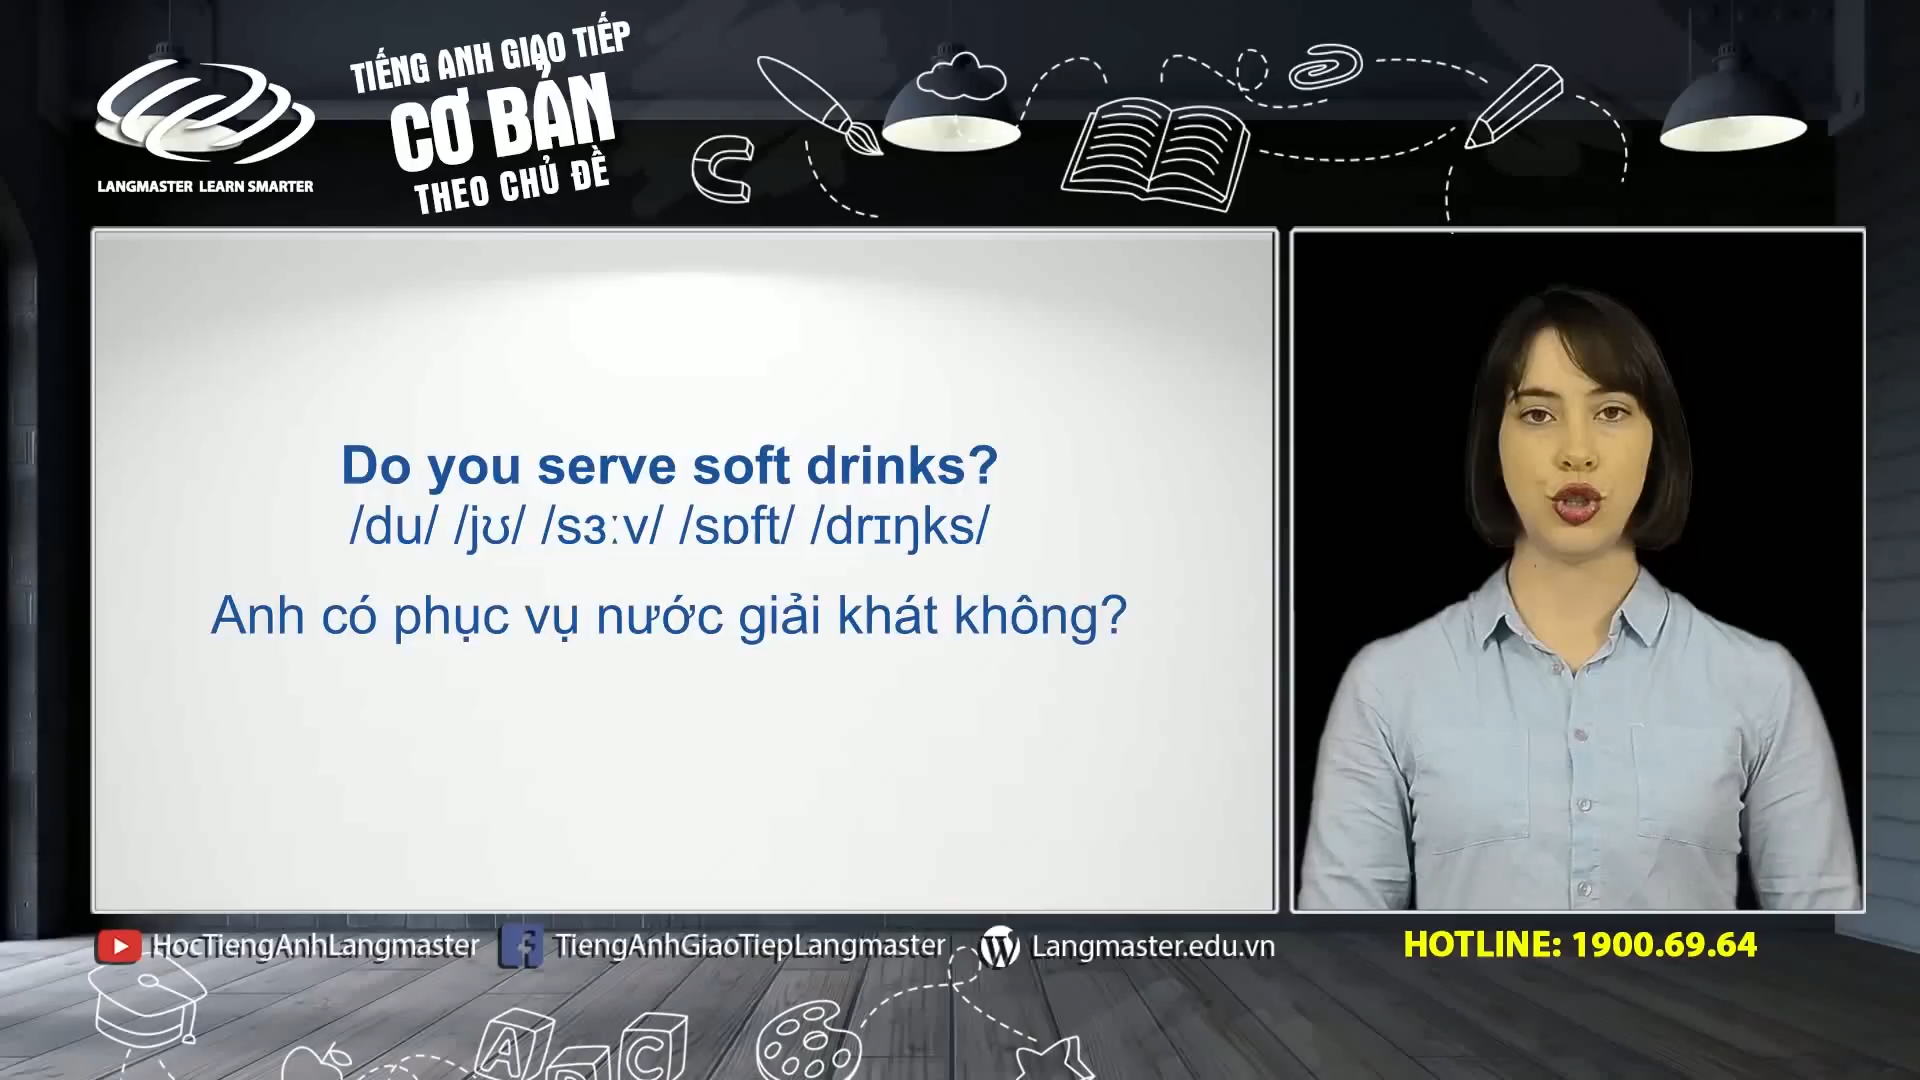 LANGMASTER LEARN SMARTER
TIẾNG ANH GIAO TIẾP
CƠ BẢN
THEO CHỦ ĐỀ
Do you serve soft drinks?
/du/ /jʊ/ /sɜːv/ /sɒft/ /drɪŋks/
Anh có phục vụ nước giải khát không?
HocTiengAnhLangmaster
TiengAnhGiaoTiepLangmaster
Langmaster.edu.vn
HOTLINE: 1900.69.64
A
C